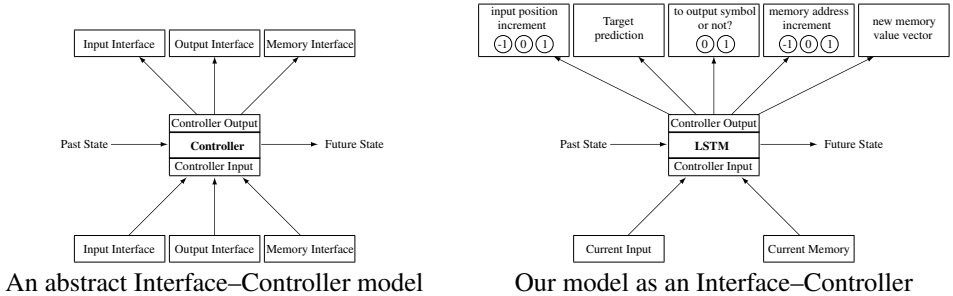 Input Interface Output Interface Memory Interface
Controller Output
Past State Controller Future State
Controller Input
Input Interface Output Interface Memory Interface
An abstract Interface–Controller model
input position
increment
-1 0 1
Target
prediction
to output symbol
or not?
0 1
memory address
increment
-1 0 1
new memory
value vector
Controller Output
Past State LSTM Future State
Controller Input
Current Input Current Memory
Our model as an Interface–Controller